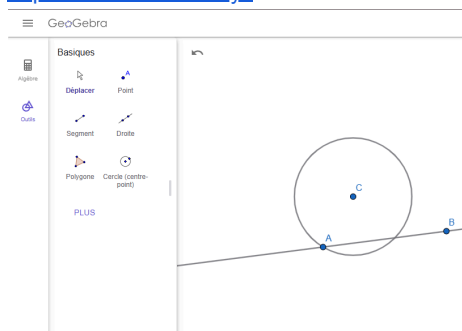 GeoGebra
Basiques
Algèbre
Déplacer
Point
A
Outils
Segment
Droite
Polygone
Cercle (centre-
point)
PLUS
C
A
B